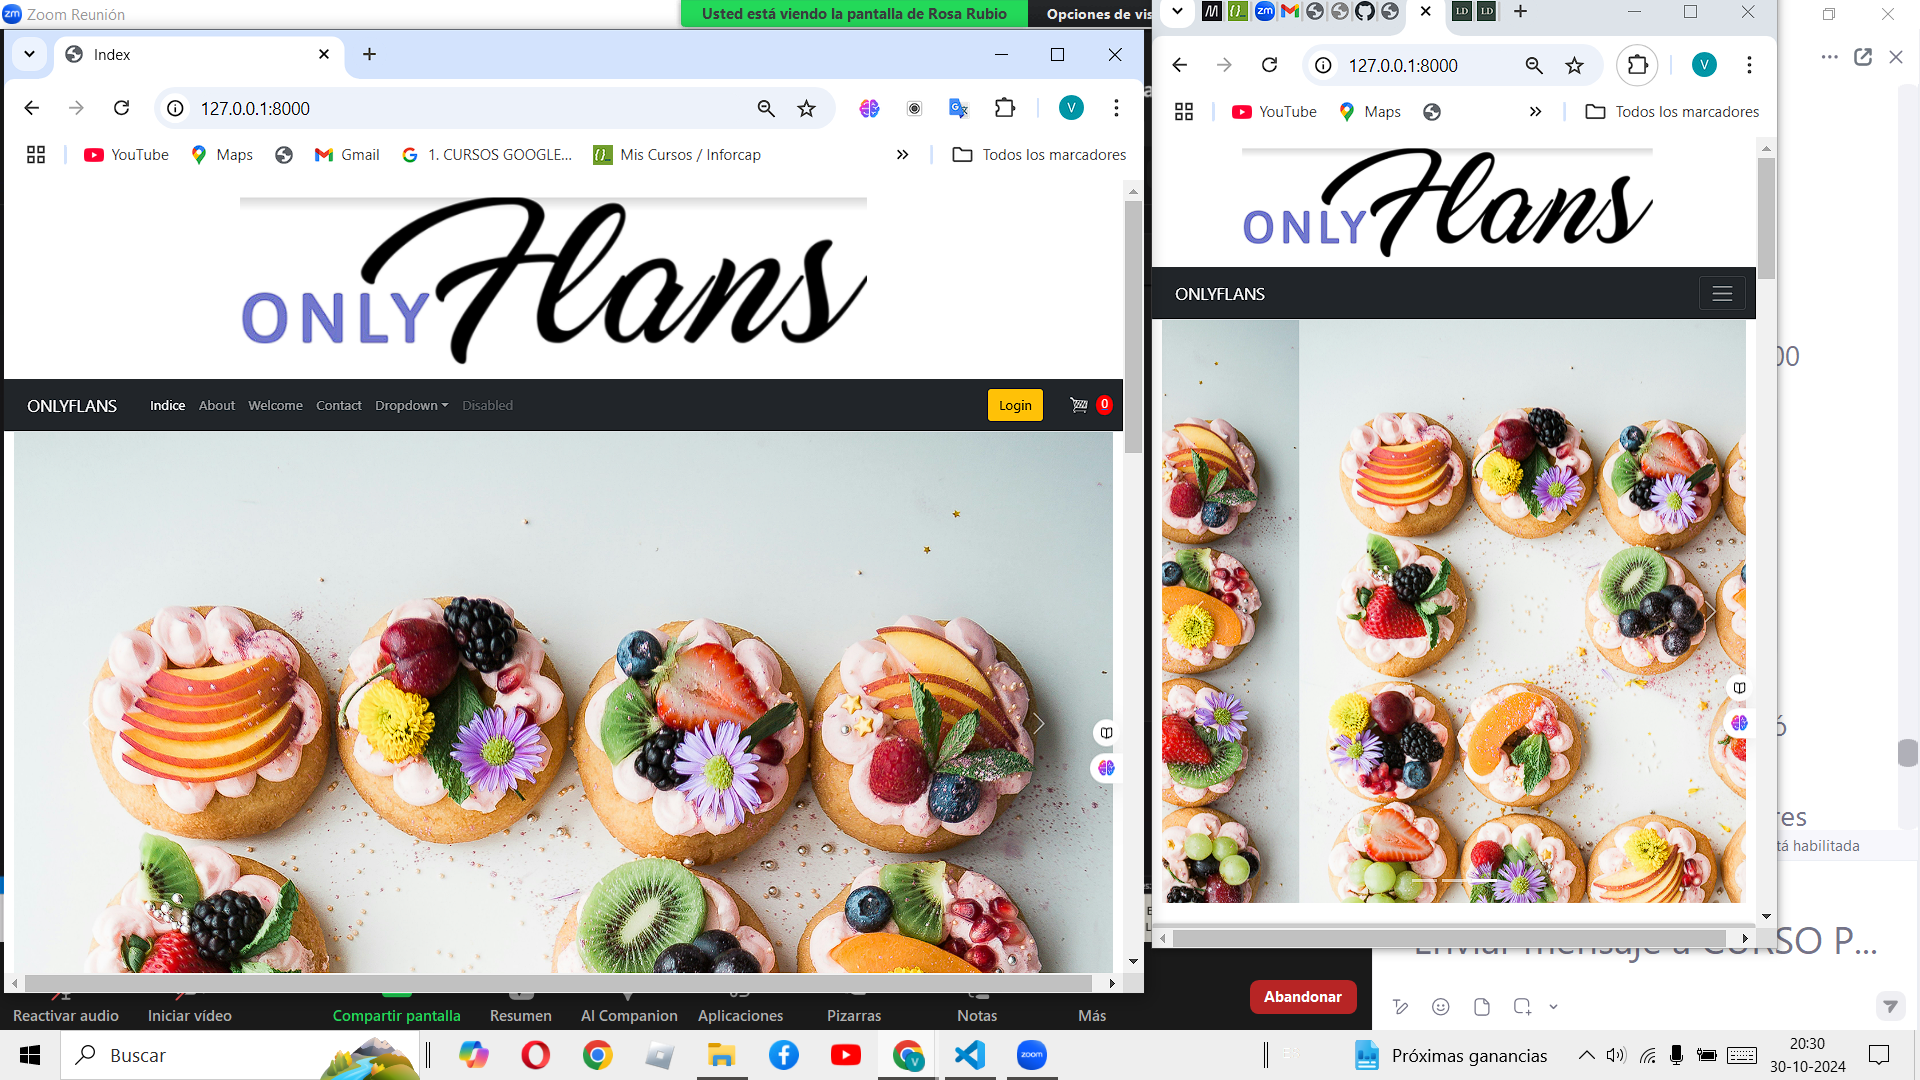 Zoom Reunión
Usted está viendo la pantalla de Rosa Rubio
Opciones de vis
Index
127.0.0.1:8000
V
YouTube
Maps
Gmail
1. CURSOS GOOGLE...
Mis Cursos / Inforcap
Todos los marcadores
ONLY Flans
ONLYFLANS
Indice
About
Welcome
Contact
Dropdown
Disabled
Login
0
127.0.0.1:8000
V
YouTube
Maps
Todos los marcadores
ONLY Flans
ONLYFLANS
00
6
res
tá habilitada
Enviar mensaje a CURSO P...
Reactivar audio
Iniciar vídeo
Compartir pantalla
Resumen
AI Companion
Aplicaciones
Pizarras
Notas
Más
Abandonar
Buscar
zoom
Próximas ganancias
20:30
30-10-2024